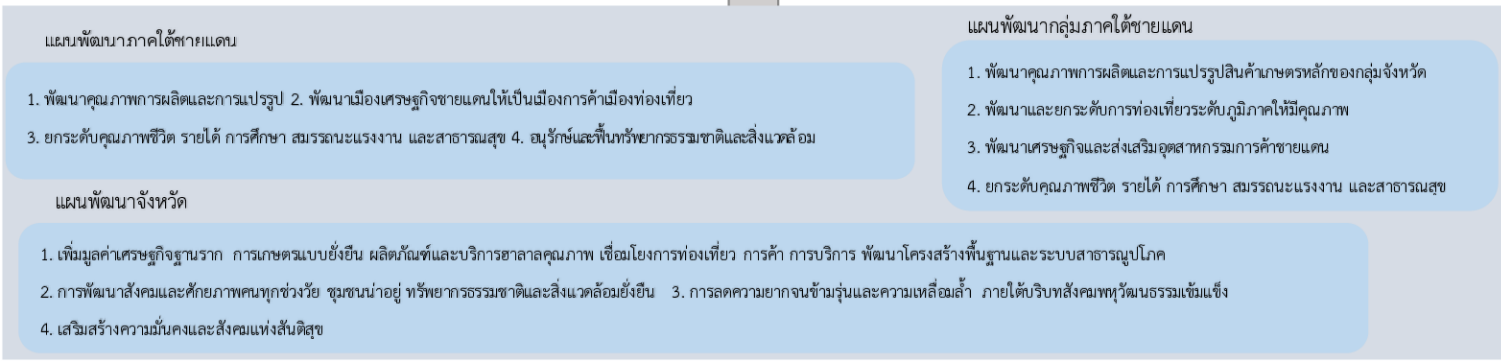 แผนพัฒนาภาคใต้ชายแดน
1. พัฒนาคุณภาพการผลิตและการแปรรูป 2. พัฒนาเมืองเศรษฐกิจชายแดนให้เป็นเมืองการค้าเมืองท่องเที่ยว
3. ยกระดับคุณภาพชีวิต รายได้ การศึกษา สมรรถนะแรงงาน และสาธารณสุข 4. อนุรักษ์และฟื้นทรัพยากรธรรมชาติและสิ่งแวดล้อม
แผนพัฒนากลุ่มภาคใต้ชายแดน
1. พัฒนาคุณภาพการผลิตและการแปรรูปสินค้าเกษตรหลักของกลุ่มจังหวัด
2. พัฒนาและยกระดับการท่องเที่ยวระดับภูมิภาคให้มีคุณภาพ
3. พัฒนาเศรษฐกิจและส่งเสริมอุตสาหกรรมการค้าชายแดน
4. ยกระดับคุณภาพชีวิต รายได้ การศึกษา สมรรถนะแรงงาน และสาธารณสุข
แผนพัฒนาจังหวัด
1. เพิ่มมูลค่าเศรษฐกิจฐานราก การเกษตรแบบยั่งยืน ผลิตภัณฑ์และบริการฮาลาลคุณภาพ เชื่อมโยงการท่องเที่ยว การค้า การบริการ พัฒนาโครงสร้างพื้นฐานและระบบสาธารณูปโภค
2. การพัฒนาสังคมและศักยภาพคนทุกช่วงวัย ชุมชนน่าอยู่ ทรัพยากรธรรมชาติและสิ่งแวดล้อมยั่งยืน 3. การลดความยากจนข้ามรุ่นและความเหลื่อมล้ำ ภายใต้บริบทสังคมพหุวัฒนธรรมเข้มแข็ง
4. เสริมสร้างความมั่นคงและสังคมแห่งสันติสุข